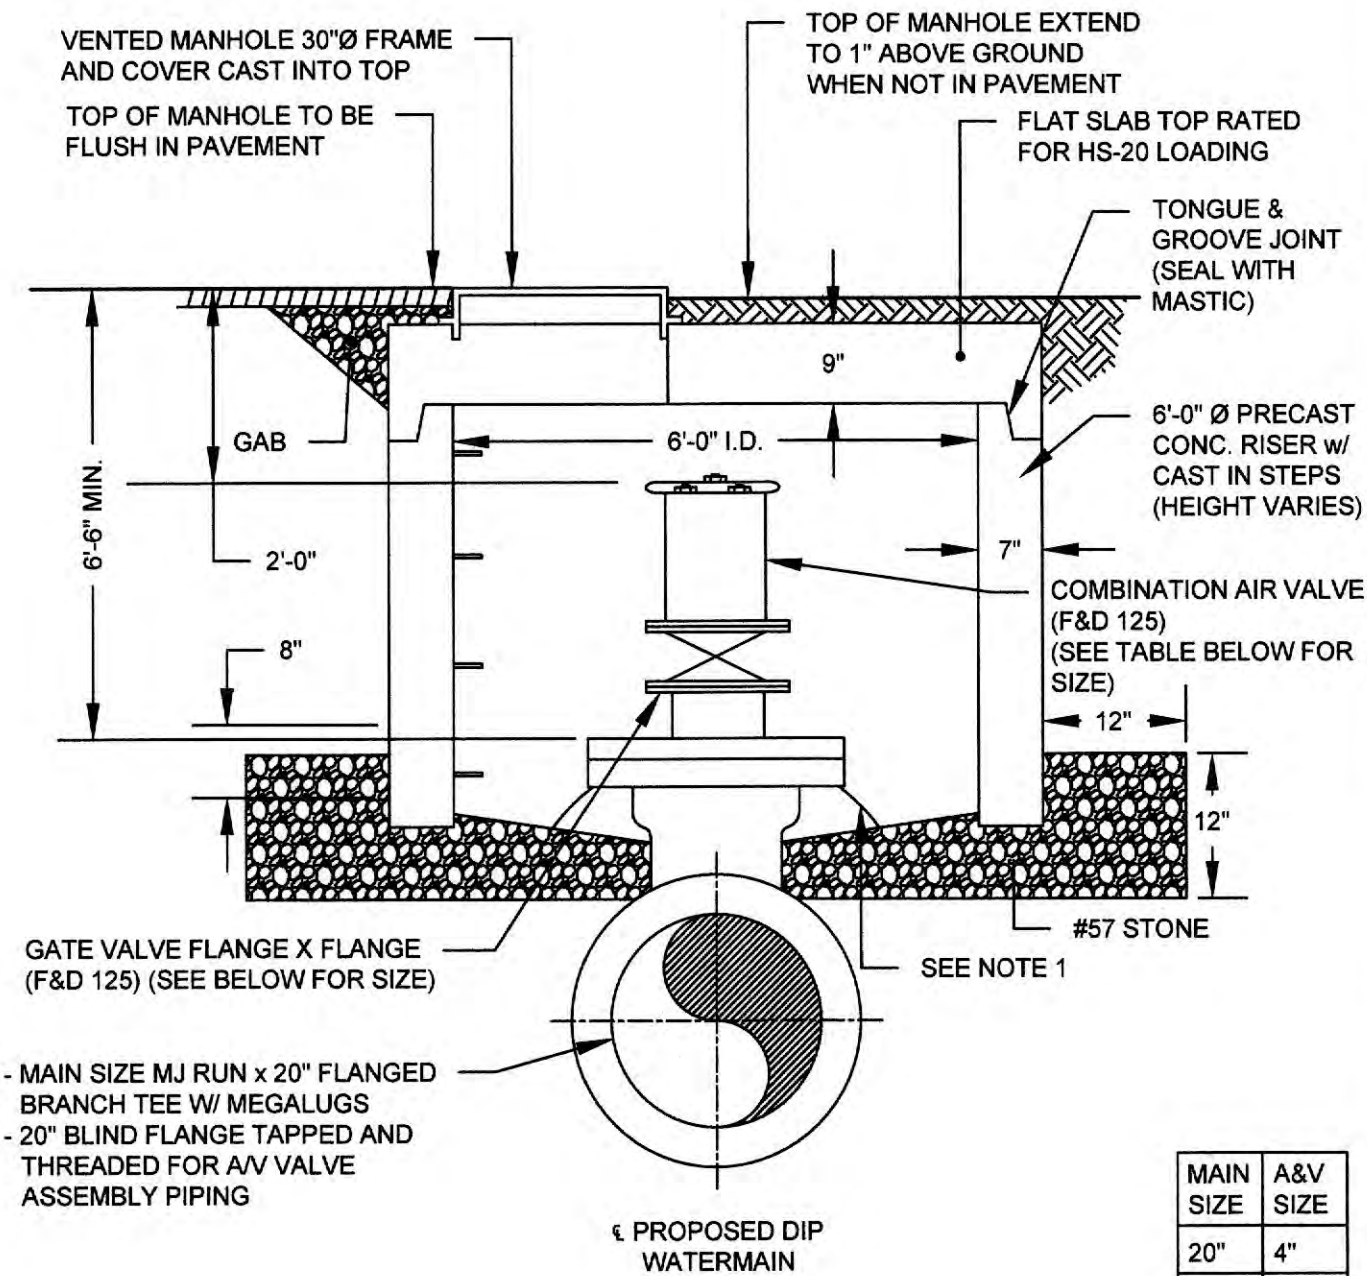 VENTED MANHOLE 30"Ø FRAME
AND COVER CAST INTO TOP
TOP OF MANHOLE TO BE
FLUSH IN PAVEMENT
TOP OF MANHOLE EXTEND
TO 1" ABOVE GROUND
WHEN NOT IN PAVEMENT
FLAT SLAB TOP RATED
FOR HS-20 LOADING
TONGUE &
GROOVE JOINT
(SEAL WITH
MASTIC)
9"
GAB
6'-0" I.D.
6'-0" Ø PRECAST
CONC. RISER w/
CAST IN STEPS
(HEIGHT VARIES)
6'-6" MIN.
2'-0"
7"
COMBINATION AIR VALVE
(F&D 125)
(SEE TABLE BELOW FOR
SIZE)
8"
12"
12"
#57 STONE
GATE VALVE FLANGE X FLANGE
(F&D 125) (SEE BELOW FOR SIZE)
SEE NOTE 1
- MAIN SIZE MJ RUN x 20" FLANGED
BRANCH TEE W/ MEGALUGS
- 20" BLIND FLANGE TAPPED AND
THREADED FOR A/V VALVE
ASSEMBLY PIPING
℄ PROPOSED DIP
WATERMAIN
MAIN SIZE A&V SIZE
20" 4"